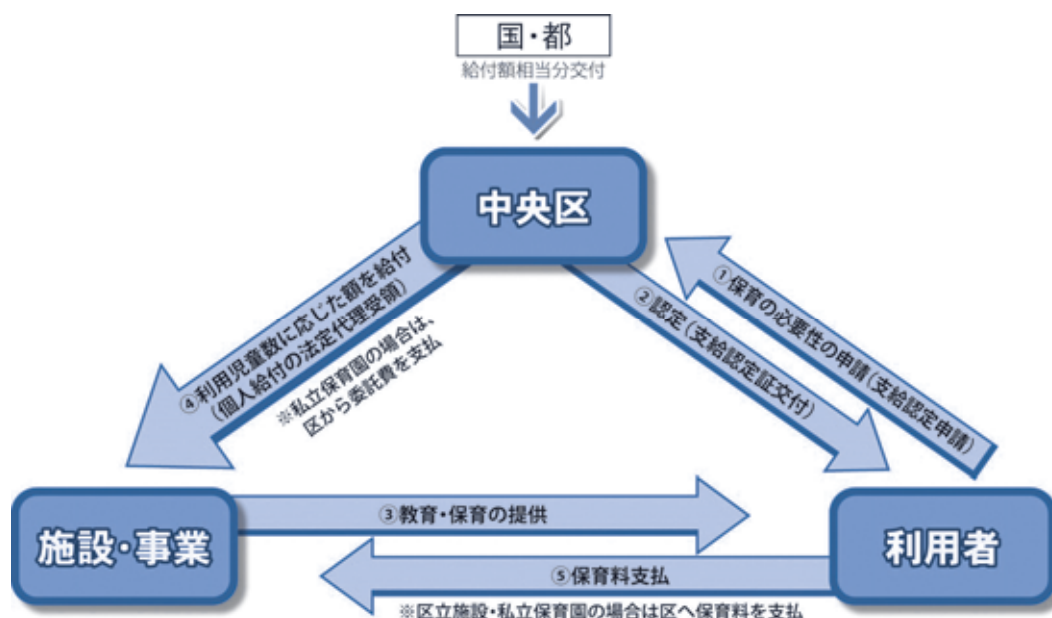 国・都
給付額相当分交付
中央区
①保育の必要性の申請(支給認定申請)
②認定(支給認定証交付)
④利用児童数に応じた額を給付
(個人給付の法定代理受領)
※私立保育園の場合は、
区から委託費を支払
施設・事業
③教育・保育の提供
利用者
⑤保育料支払
※区立施設・私立保育園の場合は区へ保育料を支払